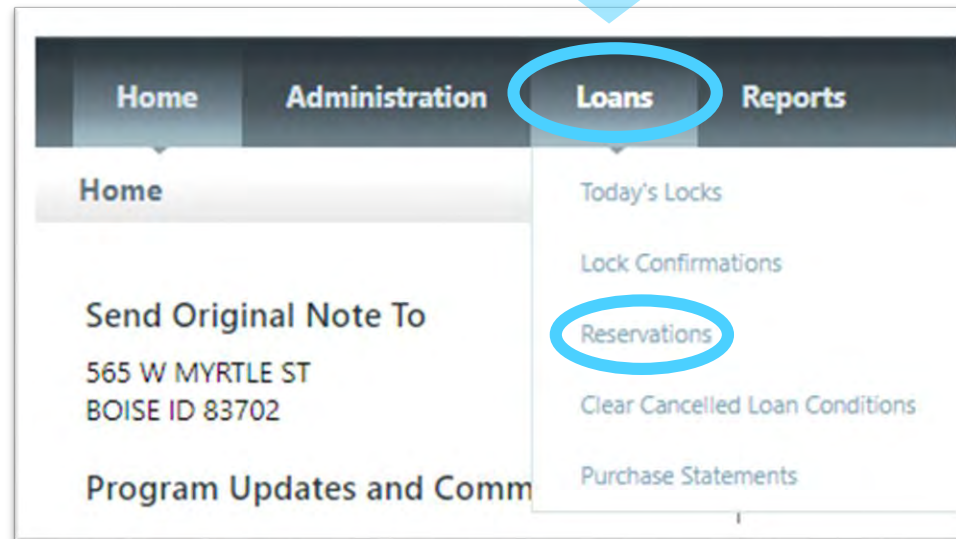 Home Administration Loans Reports
Home
Today's Locks
Lock Confirmations
Reservations
Clear Cancelled Loan Conditions
Purchase Statements
Send Original Note To
565 W MYRTLE ST
BOISE ID 83702
Program Updates and